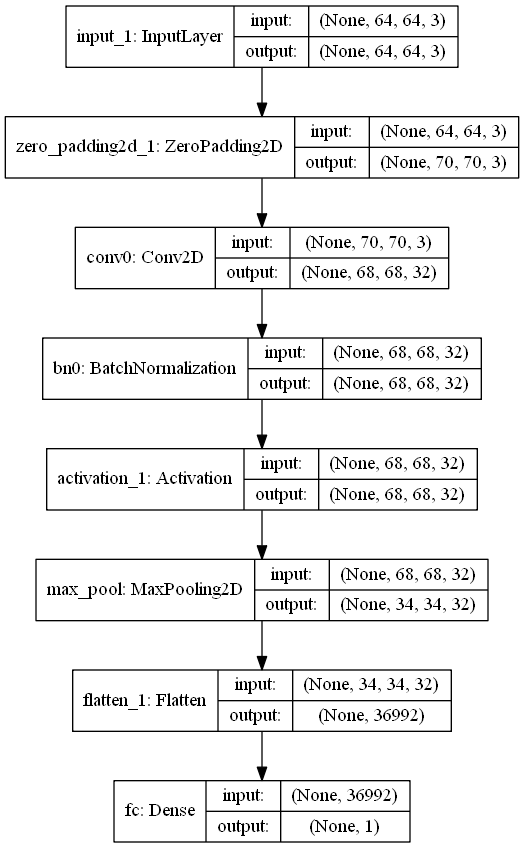 input_1: InputLayer
input: (None, 64, 64, 3)
output: (None, 64, 64, 3)
zero_padding2d_1: ZeroPadding2D
input: (None, 64, 64, 3)
output: (None, 70, 70, 3)
conv0: Conv2D
input: (None, 70, 70, 3)
output: (None, 68, 68, 32)
bn0: BatchNormalization
input: (None, 68, 68, 32)
output: (None, 68, 68, 32)
activation_1: Activation
input: (None, 68, 68, 32)
output: (None, 68, 68, 32)
max_pool: MaxPooling2D
input: (None, 68, 68, 32)
output: (None, 34, 34, 32)
flatten_1: Flatten
input: (None, 34, 34, 32)
output: (None, 36992)
fc: Dense
input: (None, 36992)
output: (None, 1)